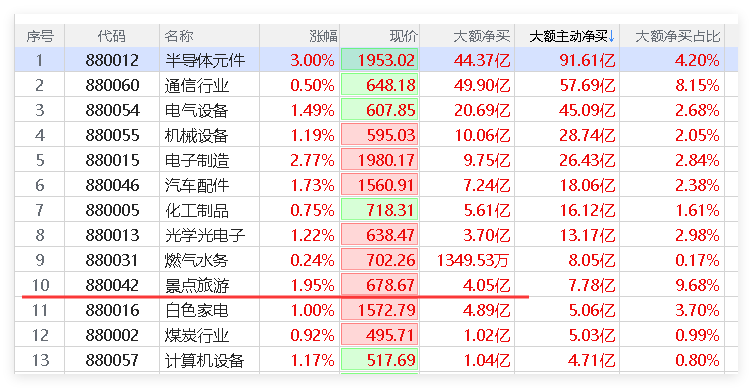 序号 代码 名称 涨幅 现价 大额净买 大额主动净买↓ 大额净买占比
1 880012 半导体元件 3.00% 1953.02 44.37亿 91.61亿 4.20%
2 880060 通信行业 0.50% 648.18 49.90亿 57.69亿 8.15%
3 880054 电气设备 1.49% 607.85 20.69亿 45.09亿 2.68%
4 880055 机械设备 1.19% 595.03 10.06亿 28.74亿 2.05%
5 880015 电子制造 2.77% 1980.17 9.75亿 26.43亿 2.84%
6 880046 汽车配件 1.73% 1560.91 7.24亿 18.06亿 2.38%
7 880005 化工制品 0.75% 718.31 5.61亿 16.12亿 1.61%
8 880013 光学光电子 1.22% 638.47 3.70亿 13.17亿 2.98%
9 880031 燃气水务 0.24% 702.26 1349.53万 8.05亿 0.17%
10 880042 景点旅游 1.95% 678.67 4.05亿 7.78亿 9.68%
11 880016 白色家电 1.00% 1572.79 4.89亿 5.06亿 3.70%
12 880002 煤炭行业 0.92% 495.71 1.02亿 5.03亿 0.99%
13 880057 计算机设备 1.17% 517.69 1.04亿 4.71亿 0.80%